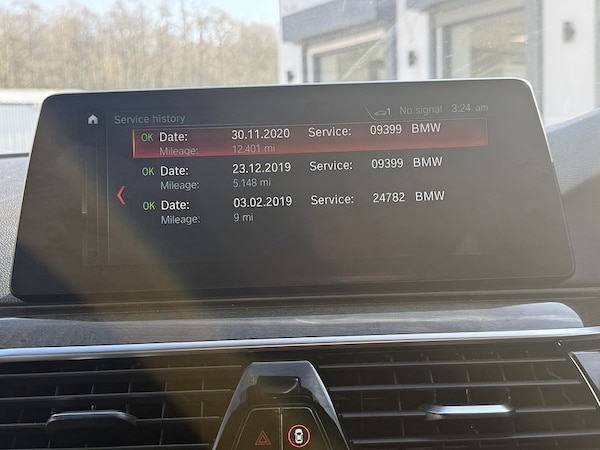 Service history 1 No signal 3:24 am
OK Date: 30.11.2020 Service: 09399 BMW
Mileage: 12.401 mi
OK Date: 23.12.2019 Service: 09399 BMW
Mileage: 5.148 mi
OK Date: 03.02.2019 Service: 24782 BMW
Mileage: 9 mi